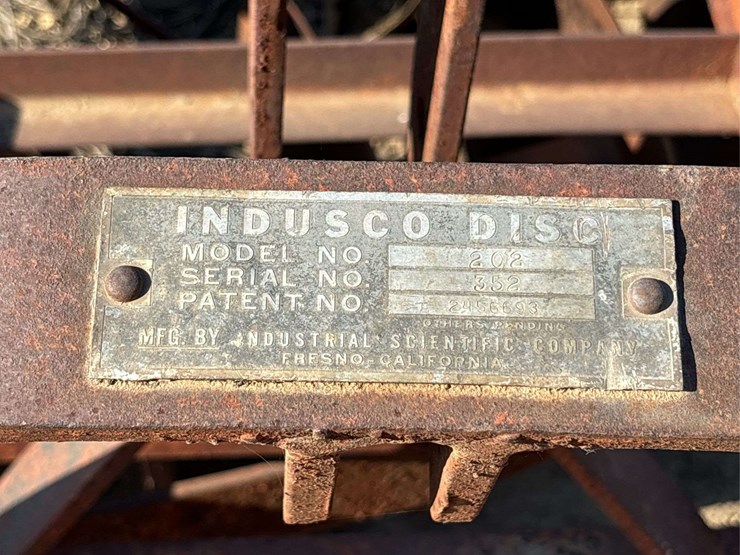 INDUSCO DISC
MODEL NO. 202
SERIAL NO. 352
PATENT NO.
OTHERS PENDING
MFG. BY INDUSTRIAL SCIENTIFIC COMPANY
FRESNO-CALIFORNIA